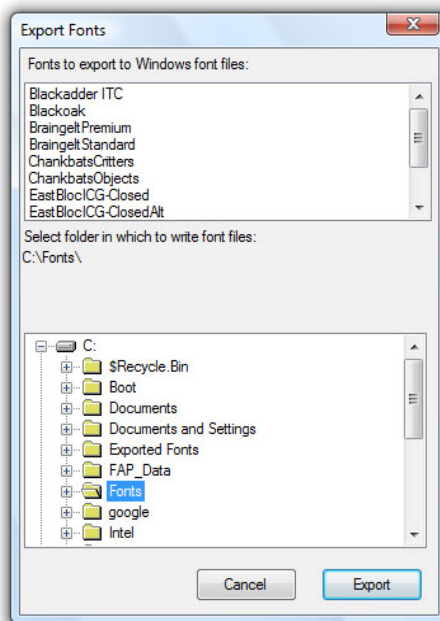 Export Fonts
Fonts to export to Windows font files:
Blackadder ITC
Blackoak
BraingeltPremium
BraingeltStandard
ChankbatsCritters
ChankbatsObjects
EastBlocICG-Closed
EastBlocICG-ClosedAlt
Select folder in which to write font files:
C:\Fonts\
C:
$Recycle.Bin
Boot
Documents
Documents and Settings
Exported Fonts
FAP_Data
Fonts
google
Intel
Cancel Export